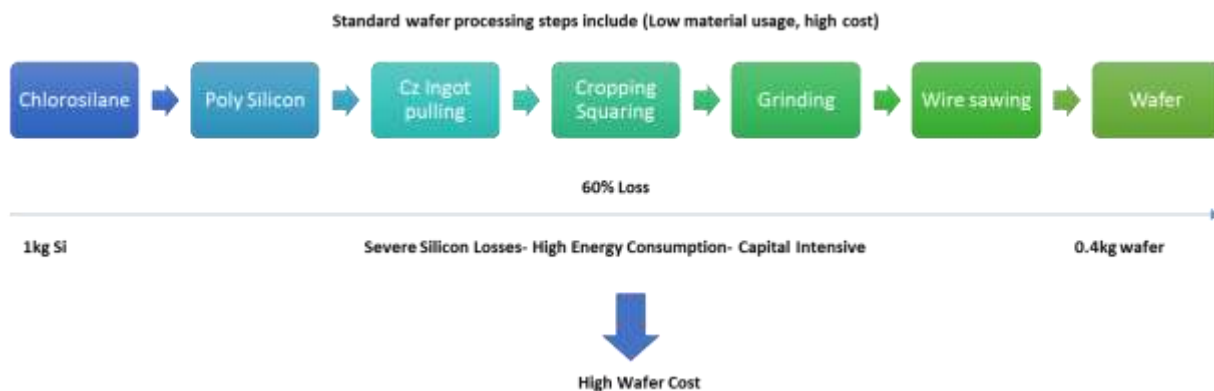 Standard wafer processing steps include (Low material usage, high cost)
Chlorosilane
Poly Silicon
Cz Ingot
pulling
Cropping
Squaring
Grinding
Wire sawing
Wafer
60% Loss
1kg Si
Severe Silicon Losses- High Energy Consumption- Capital Intensive
0.4kg wafer
High Wafer Cost